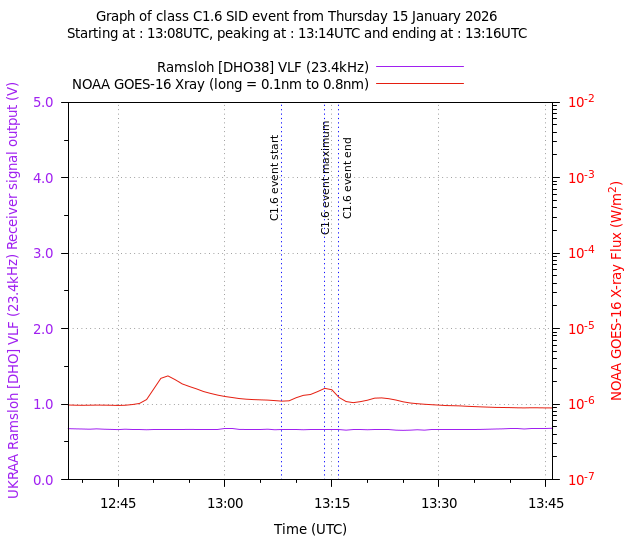 Graph of class C1.6 SID event from Thursday 15 January 2026
Starting at : 13:08UTC, peaking at : 13:14UTC and ending at : 13:16UTC
Ramsloh [DHO38] VLF (23.4kHz)
NOAA GOES-16 Xray (long = 0.1nm to 0.8nm)
UKRAA Ramsloh [DHO] VLF (23.4kHz) Receiver signal output (V)
5.0
4.0
3.0
2.0
1.0
0.0
C1.6 event start
C1.6 event maximum
C1.6 event end
10-2
10-3
10-4
10-5
10-6
10-7
NOAA GOES-16 X-ray Flux (W/m2)
12:45
13:00
13:15
13:30
13:45
Time (UTC)